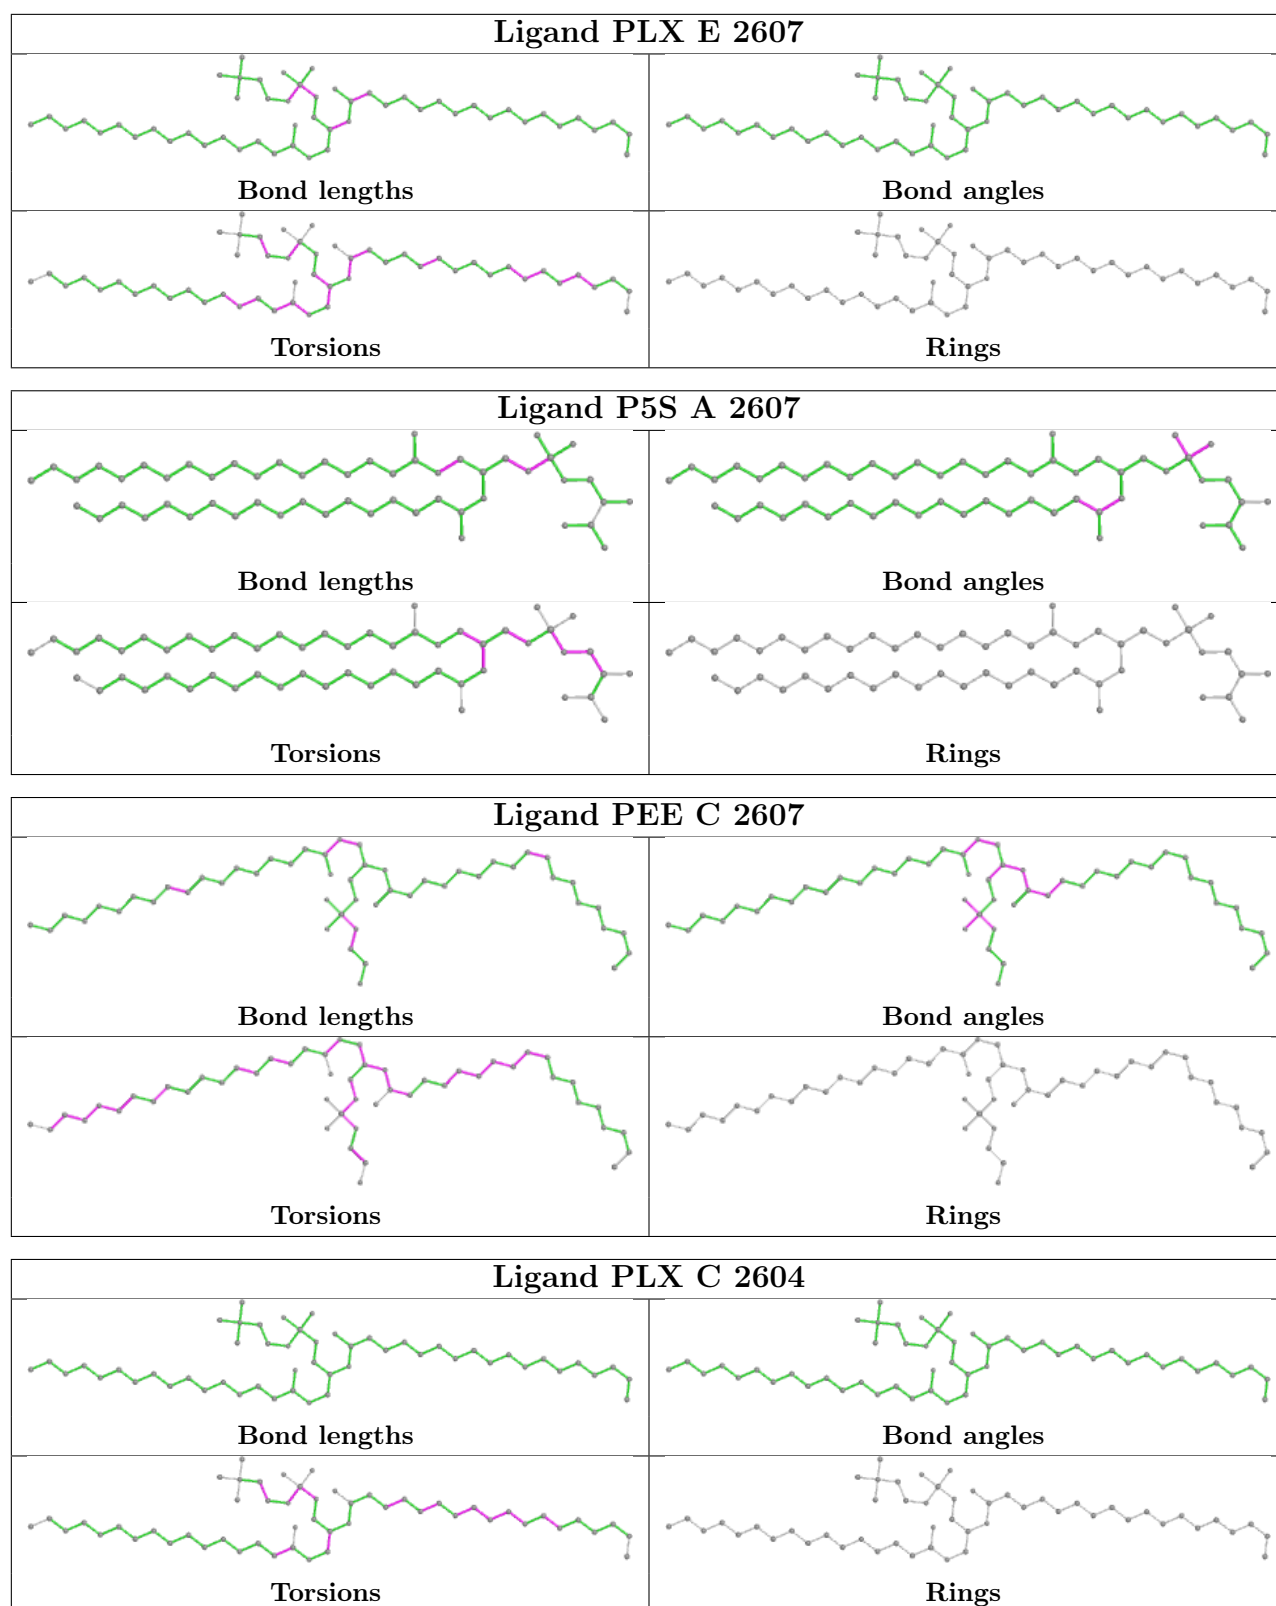 Ligand PLX E 2607
Bond lengths
Bond angles
Torsions
Rings
Ligand P5S A 2607
Bond lengths
Bond angles
Torsions
Rings
Ligand PEE C 2607
Bond lengths
Bond angles
Torsions
Rings
Ligand PLX C 2604
Bond lengths
Bond angles
Torsions
Rings